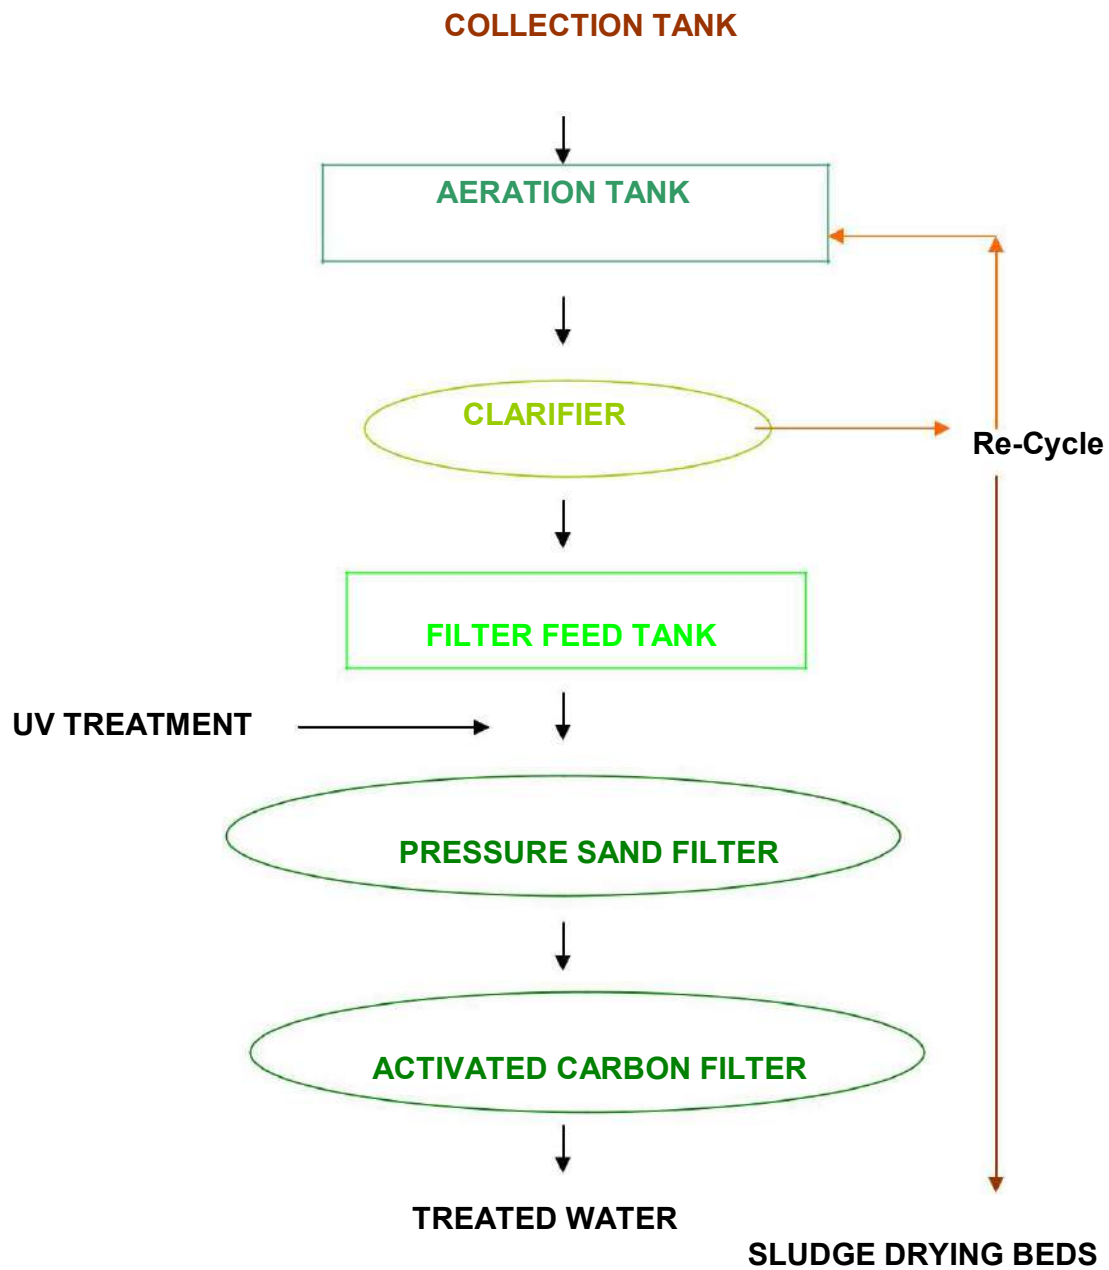 COLLECTION TANK
AERATION TANK
CLARIFIER
Re-Cycle
FILTER FEED TANK
UV TREATMENT
PRESSURE SAND FILTER
ACTIVATED CARBON FILTER
TREATED WATER
SLUDGE DRYING BEDS